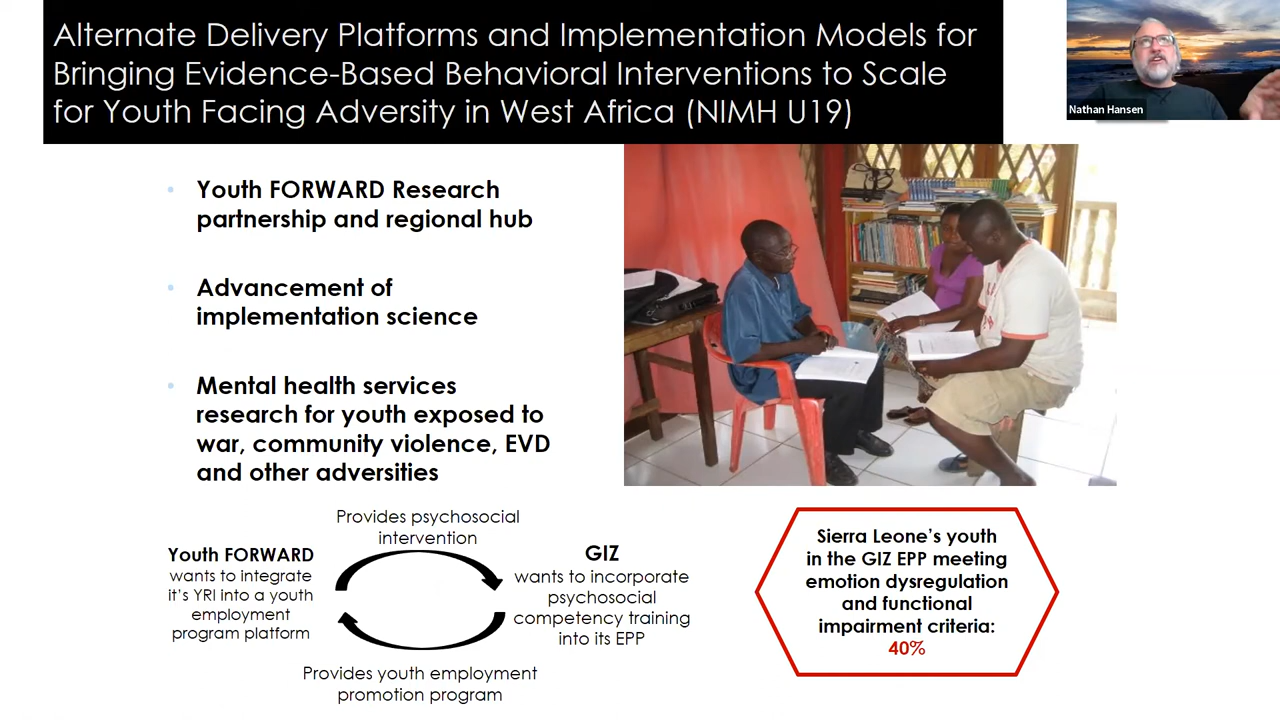 Alternate Delivery Platforms and Implementation Models for
Bringing Evidence-Based Behavioral Interventions to Scale
for Youth Facing Adversity in West Africa (NIMH U19)
Nathan Hansen
Youth FORWARD Research
partnership and regional hub
Advancement of
implementation science
Mental health services
research for youth exposed to
war, community violence, EVD
and other adversities
Provides psychosocial
intervention
Youth FORWARD
wants to integrate
it's YRI into a youth
employment
program platform
GIZ
wants to incorporate
psychosocial
competency training
into its EPP
Provides youth employment
promotion program
Sierra Leone's youth
in the GIZ EPP meeting
emotion dysregulation
and functional
impairment criteria:
40%